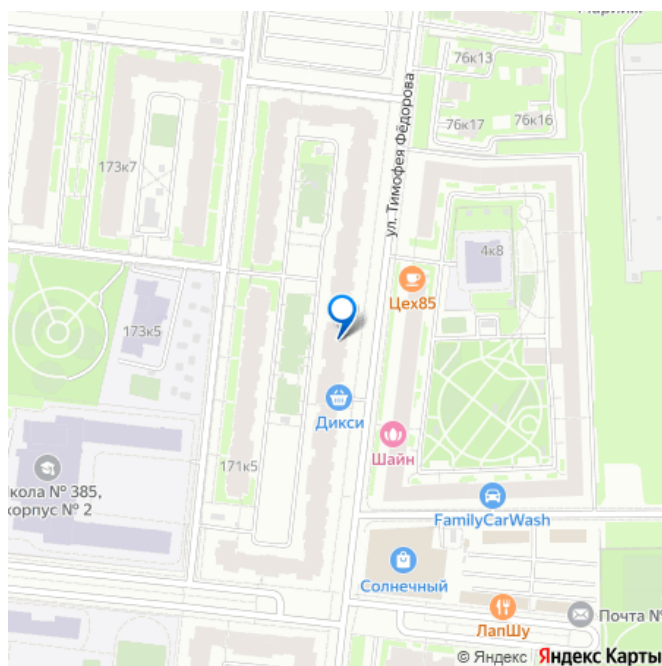 76к13
76к17
76к16
173к7
ул. Тимофея Фёдорова
4к8
Цех85
173к5
Дикси
Шайн
171к5
кола № 385,
корпус № 2
FamilyCarWash
Солнечный
ЛапШу
Почта №
© Яндекс Яндекс Карты